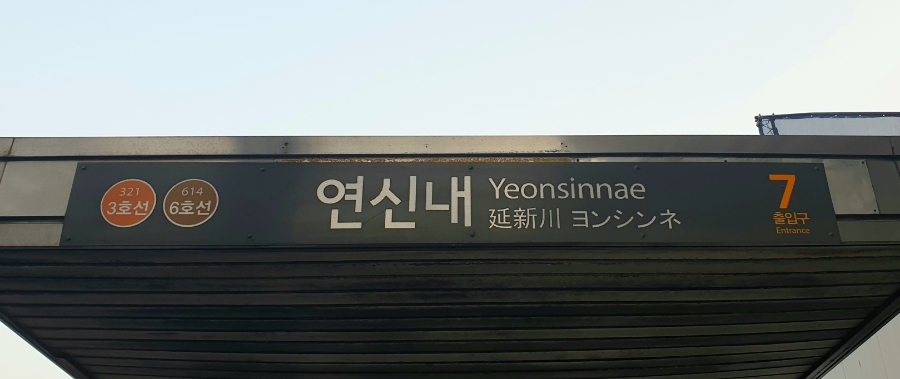 321
3호선
614
6호선
연신내
Yeonsinnae
延新川 ヨンシンネ
7
출입구
Entrance